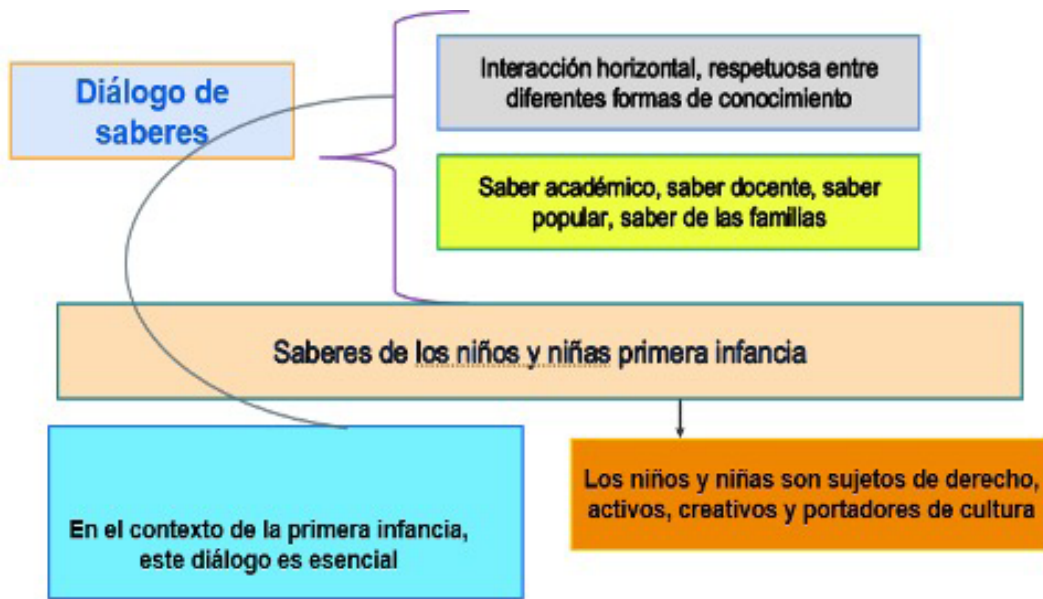 Diálogo de
saberes
Interacción horizontal, respetuosa entre
diferentes formas de conocimiento
Saber académico, saber docente, saber
popular, saber de las familias
Saberes de los niños y niñas primera infancia
En el contexto de la primera infancia,
este diálogo es esencial
Los niños y niñas son sujetos de derecho,
activos, creativos y portadores de cultura